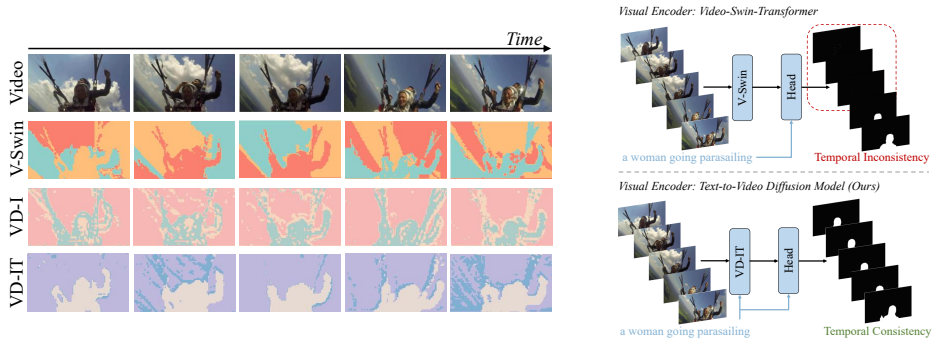 Time
Video
V-Swin
VD-I
VD-IT
Visual Encoder: Video-Swin-Transformer
V-Swin
Head
a woman going parasailing
Temporal Inconsistency
Visual Encoder: Text-to-Video Diffusion Model (Ours)
VD-IT
Head
a woman going parasailing
Temporal Consistency